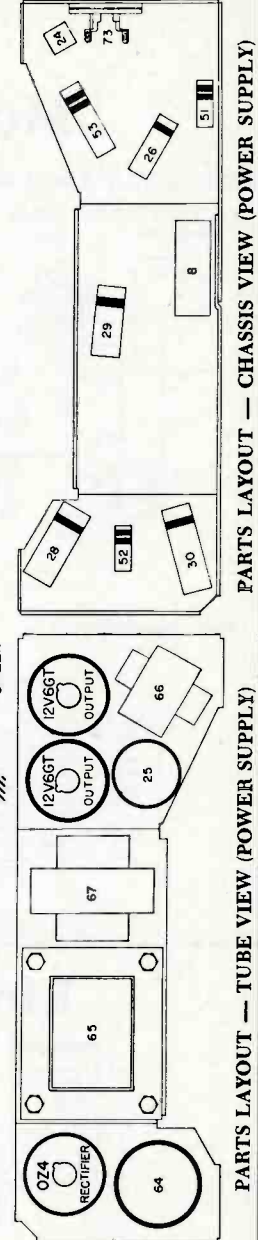 OZ4
RECTIFIER
64
65
67
12V6GT
OUTPUT
12V6GT
OUTPUT
25
66
PARTS LAYOUT — TUBE VIEW (POWER SUPPLY)
28
52
30
29
8
53
26
51
24
73
PARTS LAYOUT — CHASSIS VIEW (POWER SUPPLY)